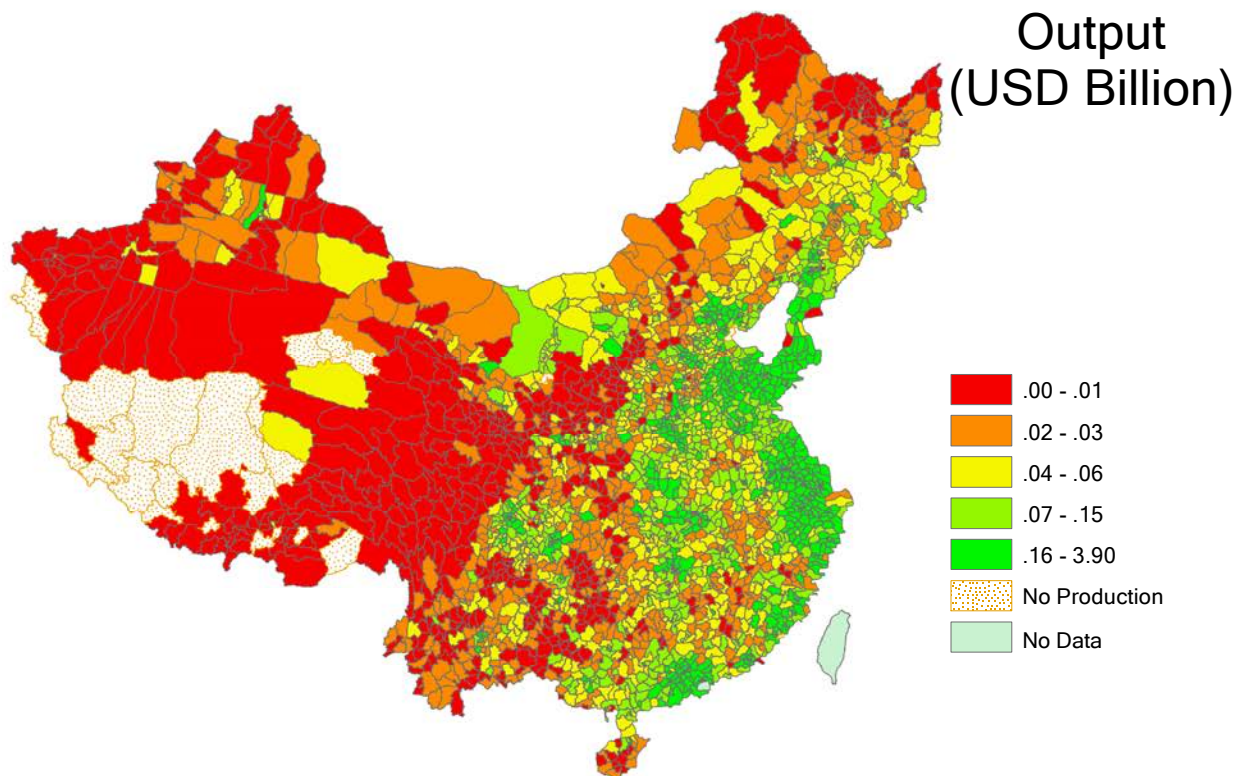 Output
(USD Billion)
.00 - .01
.02 - .03
.04 - .06
.07 - .15
.16 - 3.90
No Production
No Data